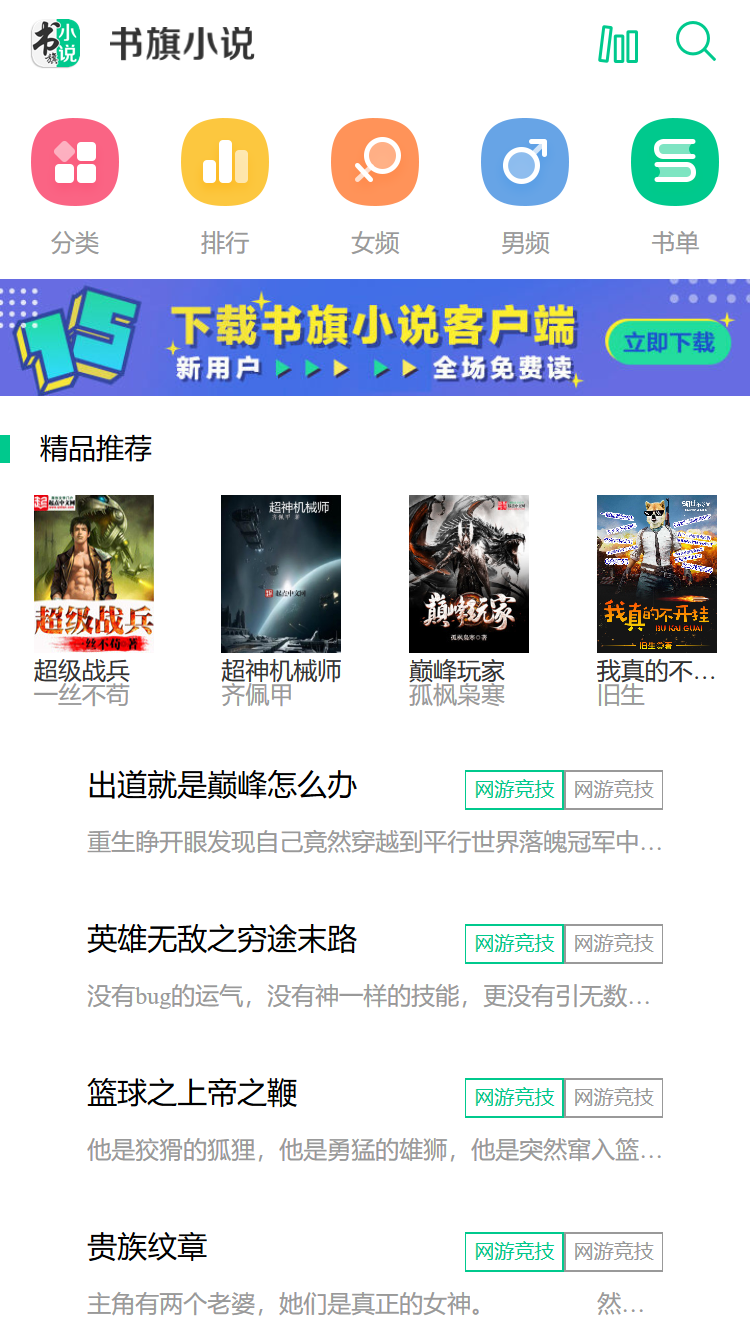 书旗 小说 书旗小说
分类 排行 女频 男频 书单
15 下载书旗小说客户端 立即下载
新用户 全场免费读
精品推荐
超神机械师
齐佩甲 著
起点中文网
超级战兵 巅峰玩家 我真的不开挂
BU KAI GUA!
一丝不苟 著 孤枫枭寒◎著 旧生◎著
超级战兵 超神机械师 巅峰玩家 我真的不…
一丝不苟 齐佩甲 孤枫枭寒 旧生
出道就是巅峰怎么办 网游竞技 网游竞技
重生睁开眼发现自己竟然穿越到平行世界落魄冠军中…
英雄无敌之穷途末路 网游竞技 网游竞技
没有bug的运气，没有神一样的技能，更没有引无数…
篮球之上帝之鞭 网游竞技 网游竞技
他是狡猾的狐狸，他是勇猛的雄狮，他是突然窜入篮…
贵族纹章 网游竞技 网游竞技
主角有两个老婆，她们是真正的女神。 然…